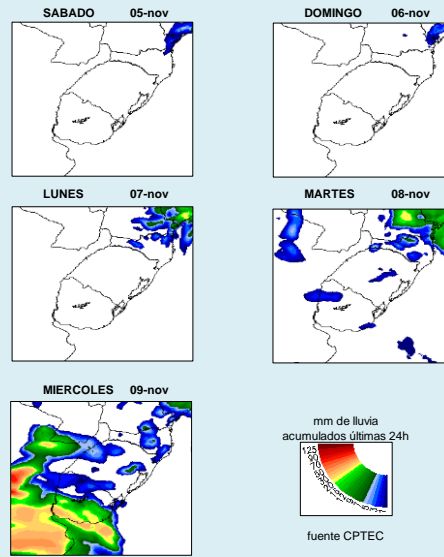 SABADO 05-nov
DOMINGO 06-nov
LUNES 07-nov
MARTES 08-nov
MIERCOLES 09-nov
mm de lluvia
acumulados últimas 24h
125
fuente CPTEC